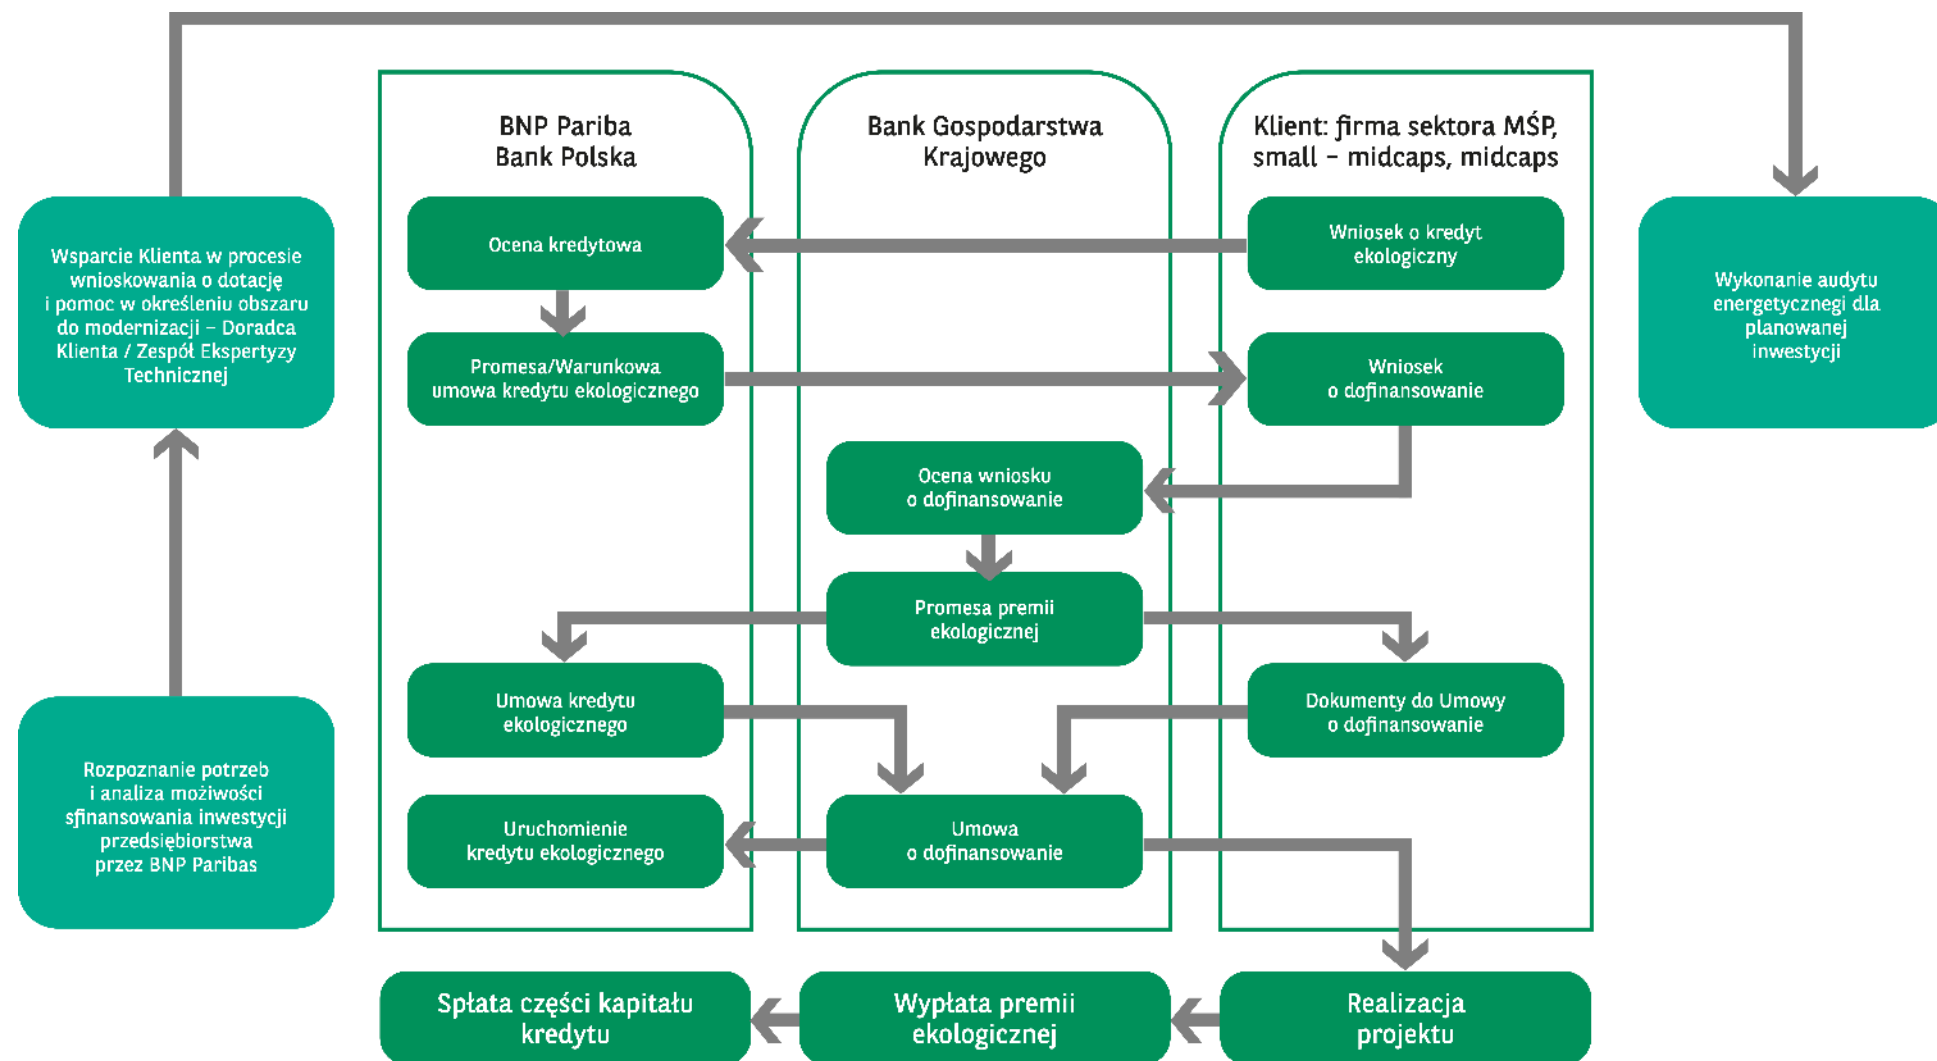 BNP Pariba
Bank Polska
Bank Gospodarstwa
Krajowego
Klient: firma sektora MŚP,
small – midcaps, midcaps
Wsparcie Klienta w procesie
wnioskowania o dotację
i pomoc w określeniu obszaru
do modernizacji – Doradca
Klienta / Zespół Ekspertyzy
Technicznej
Ocena kredytowa
Wniosek o kredyt
ekologiczny
Wykonanie audytu
energetycznegi dla
planowanej
inwestycji
Promesa/Warunkowa
umowa kredytu ekologicznego
Wniosek
o dofinansowanie
Ocena wniosku
o dofinansowanie
Promesa premii
ekologicznej
Umowa kredytu
ekologicznego
Dokumenty do Umowy
o dofinansowanie
Rozpoznanie potrzeb
i analiza możiwości
sfinansowania inwestycji
przedsiębiorstwa
przez BNP Paribas
Uruchomienie
kredytu ekologicznego
Umowa
o dofinansowanie
Spłata części kapitału
kredytu
Wypłata premii
ekologicznej
Realizacja
projektu